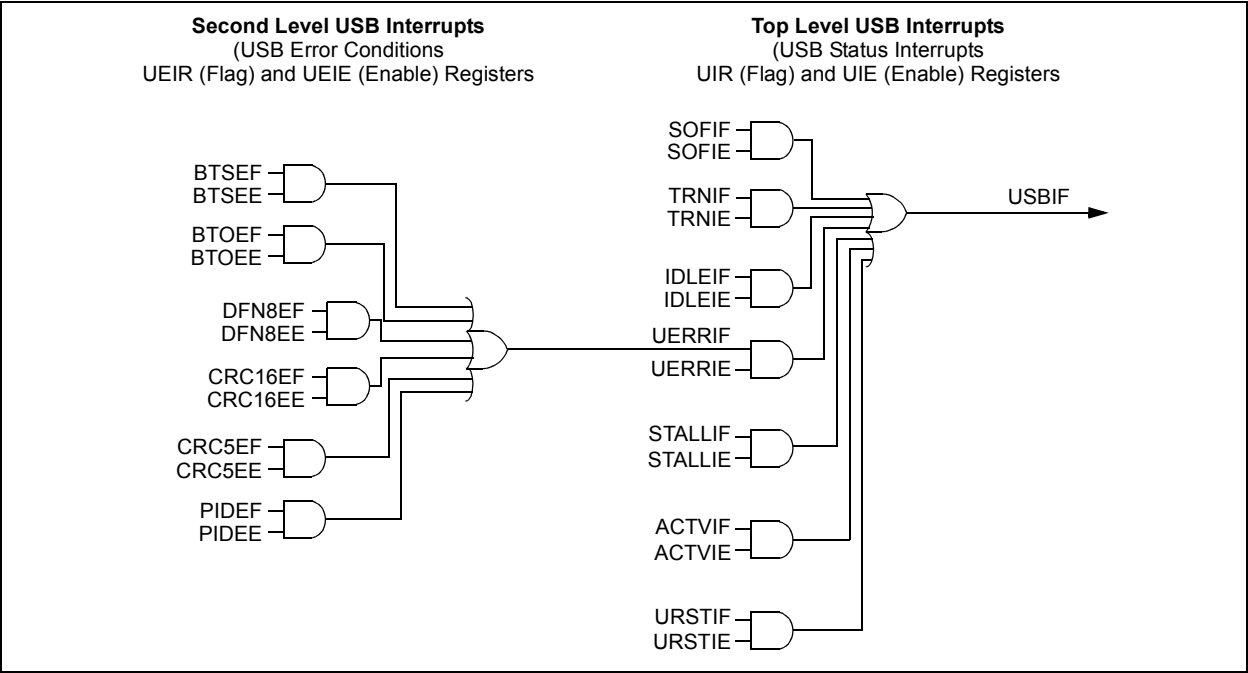 Second Level USB Interrupts
(USB Error Conditions
UEIR (Flag) and UEIE (Enable) Registers
Top Level USB Interrupts
(USB Status Interrupts
UIR (Flag) and UIE (Enable) Registers
BTSEF
BTSEE
BTOEF
BTOEE
DFN8EF
DFN8EE
CRC16EF
CRC16EE
CRC5EF
CRC5EE
PIDEF
PIDEE
SOFIF
SOFIE
TRNIF
TRNIE
IDLEIF
IDLEIE
UERRIF
UERRIE
STALLIF
STALLIE
ACTVIF
ACTVIE
URSTIF
URSTIE
USBIF